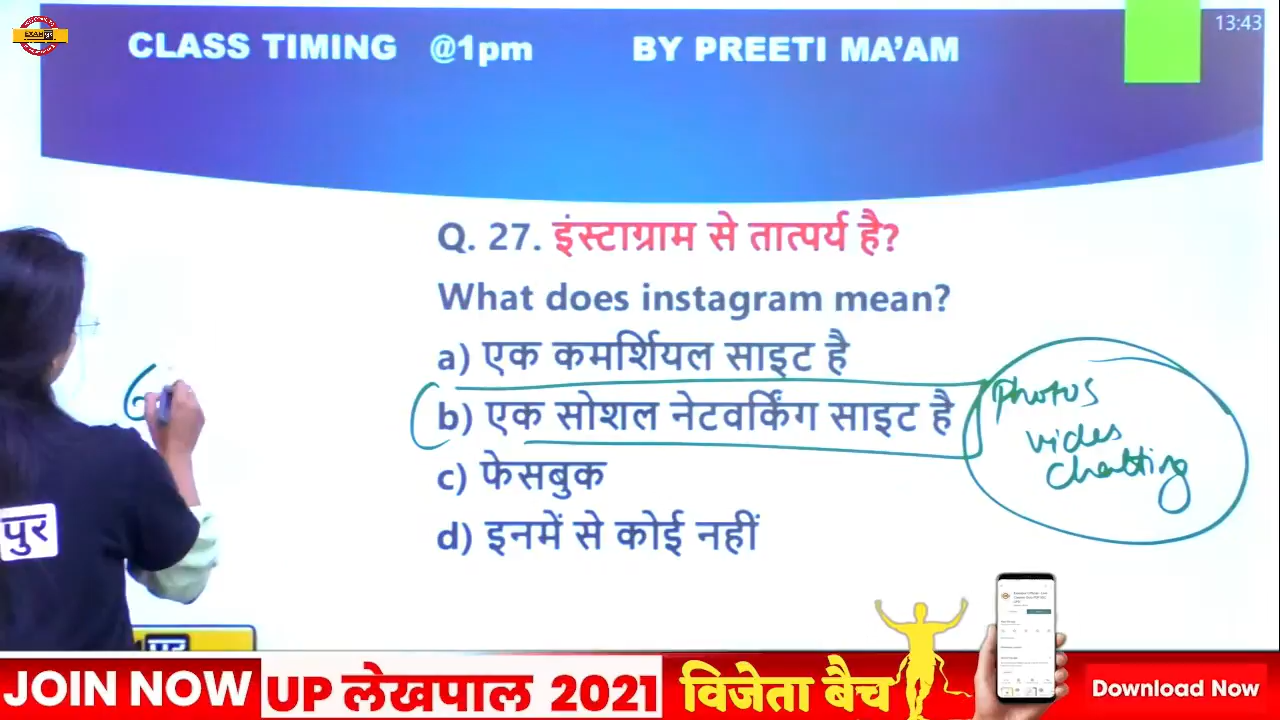 13:43
CLASS TIMING @1pm BY PREETI MA'AM
Q. 27. इंस्टाग्राम से तात्पर्य है?
What does instagram mean?
a) एक कमर्शियल साइट है
b) एक सोशल नेटवर्किंग साइट है
photos
vides
chatting
c) फेसबुक
d) इनमें से कोई नहीं
पुर
JOIN NOW UP लेखपाल 2021 विजेता बैच Download Now